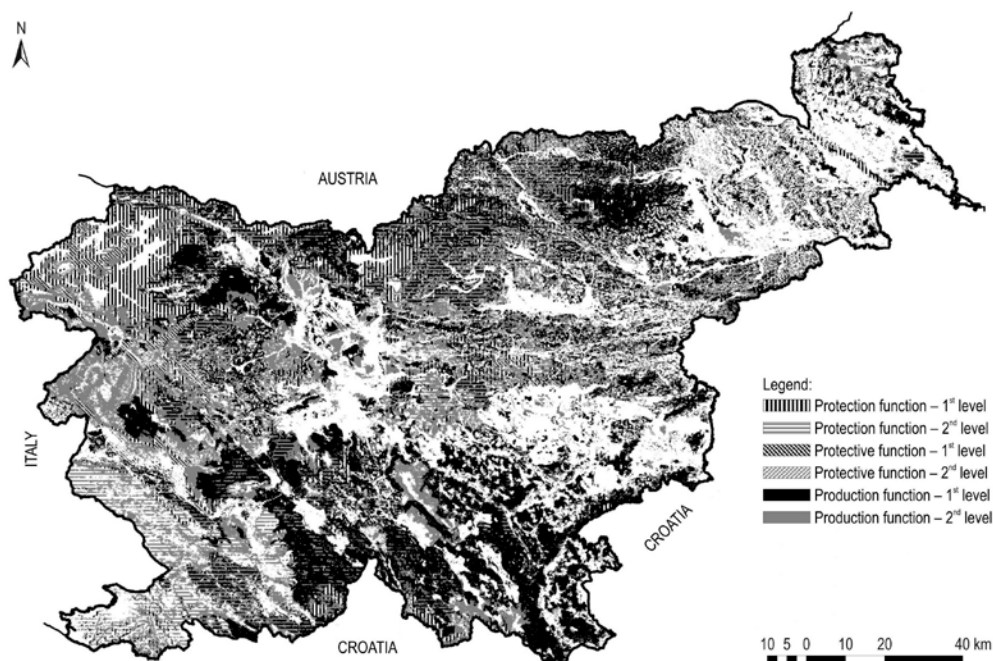 N
AUSTRIA
ITALY
CROATIA
CROATIA
Legend:
Protection function – 1st level
Protection function – 2nd level
Protective function – 1st level
Protective function – 2nd level
Production function – 1st level
Production function – 2nd level
10 5 0 10 20 40 km